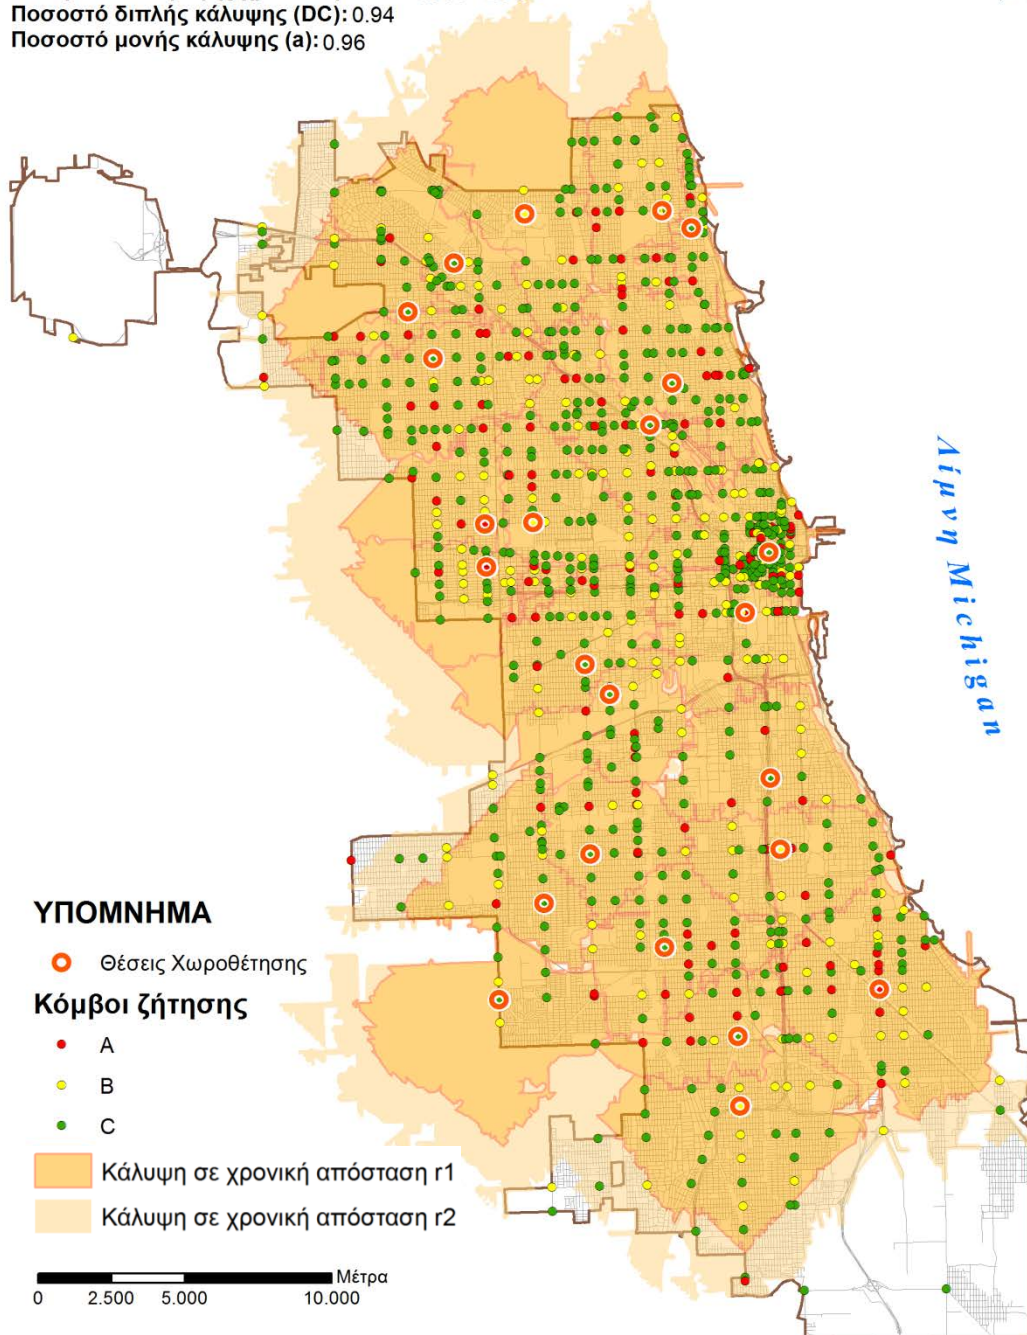 Ποσοστό διπλής κάλυψης (DC): 0.94
Ποσοστό μονής κάλυψης (a): 0.96
Λίμνη Michigan
ΥΠΟΜΝΗΜΑ
Θέσεις Χωροθέτησης
Κόμβοι ζήτησης
A
B
C
Κάλυψη σε χρονική απόσταση r1
Κάλυψη σε χρονική απόσταση r2
Μέτρα
0 2.500 5.000 10.000